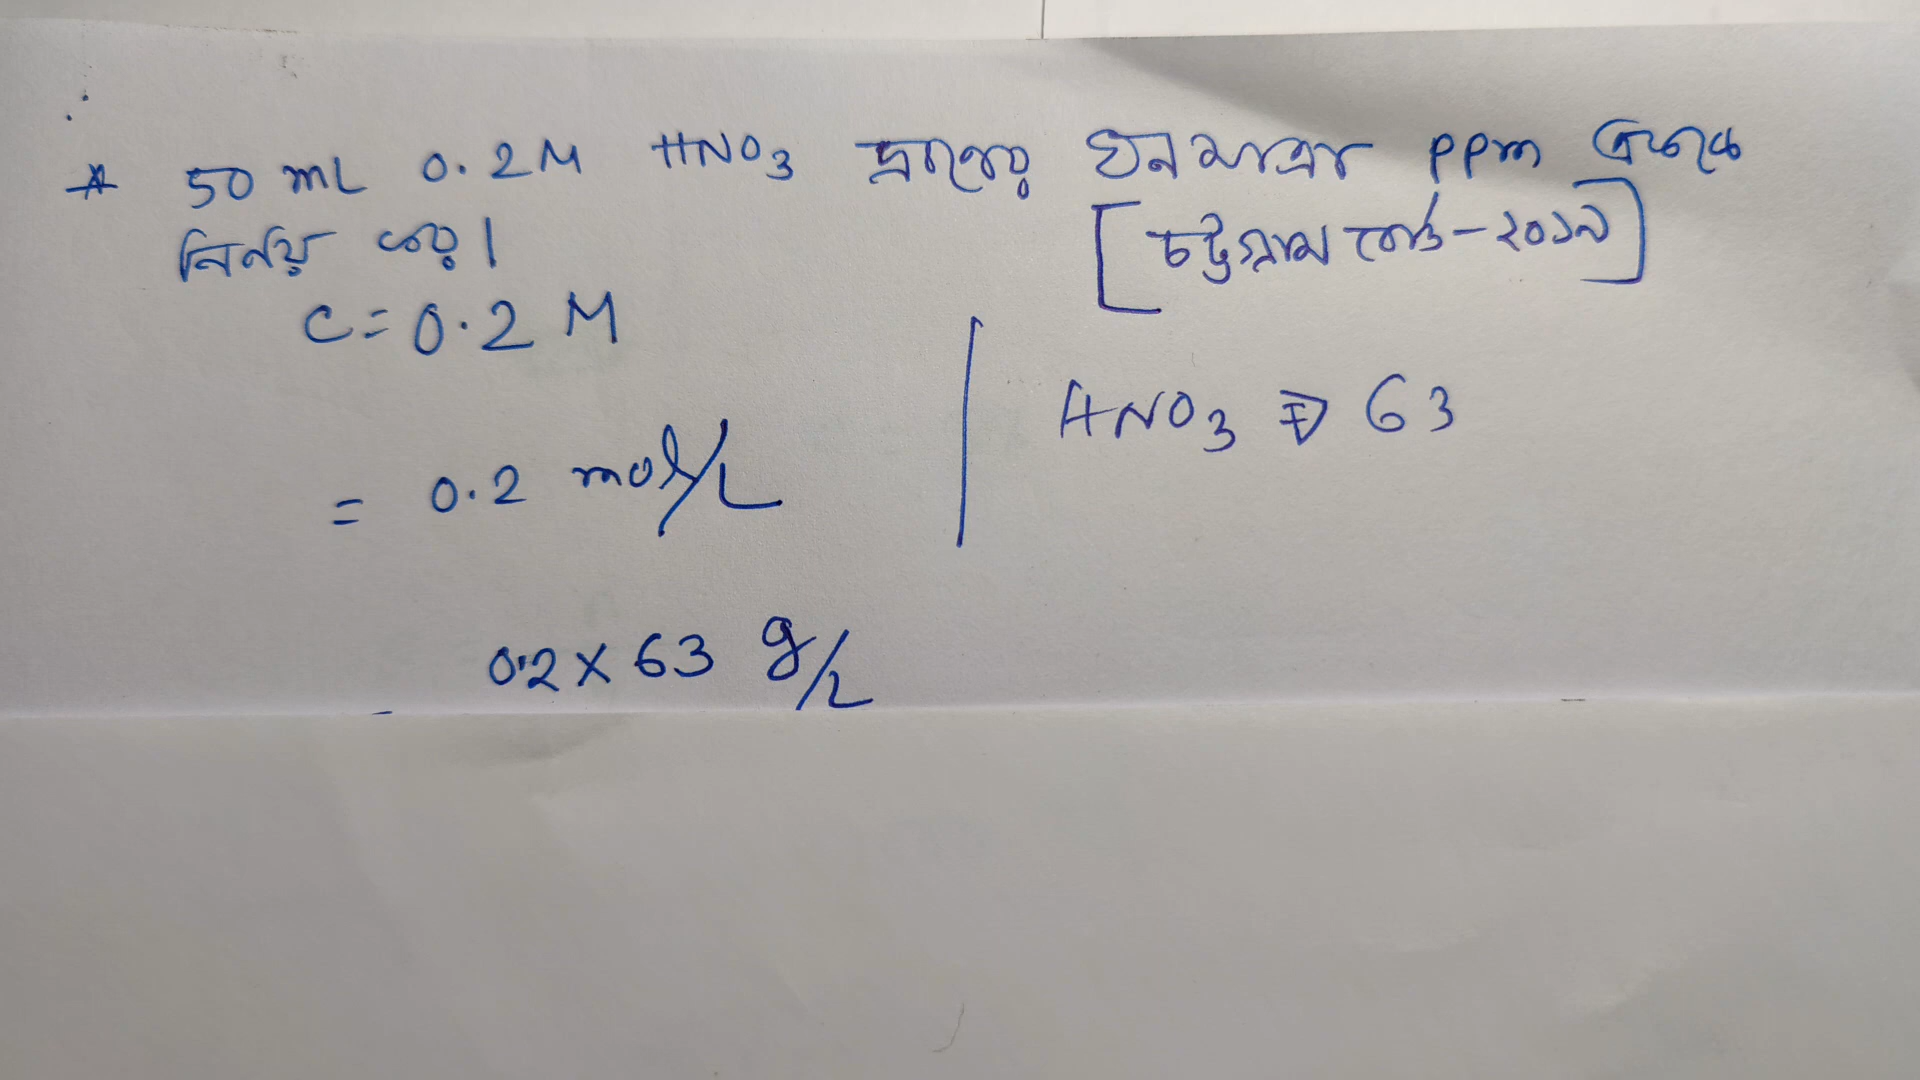 * 50 mL 0.2M HNO3 দ্রবণের ঘনমাত্রা ppm এককে
নির্ণয় কর। [চট্টগ্রাম বোর্ড-২০১৯]
C = 0.2 M
HNO3 ⇒ 63
= 0.2 mol/L
0.2 x 63 g/L